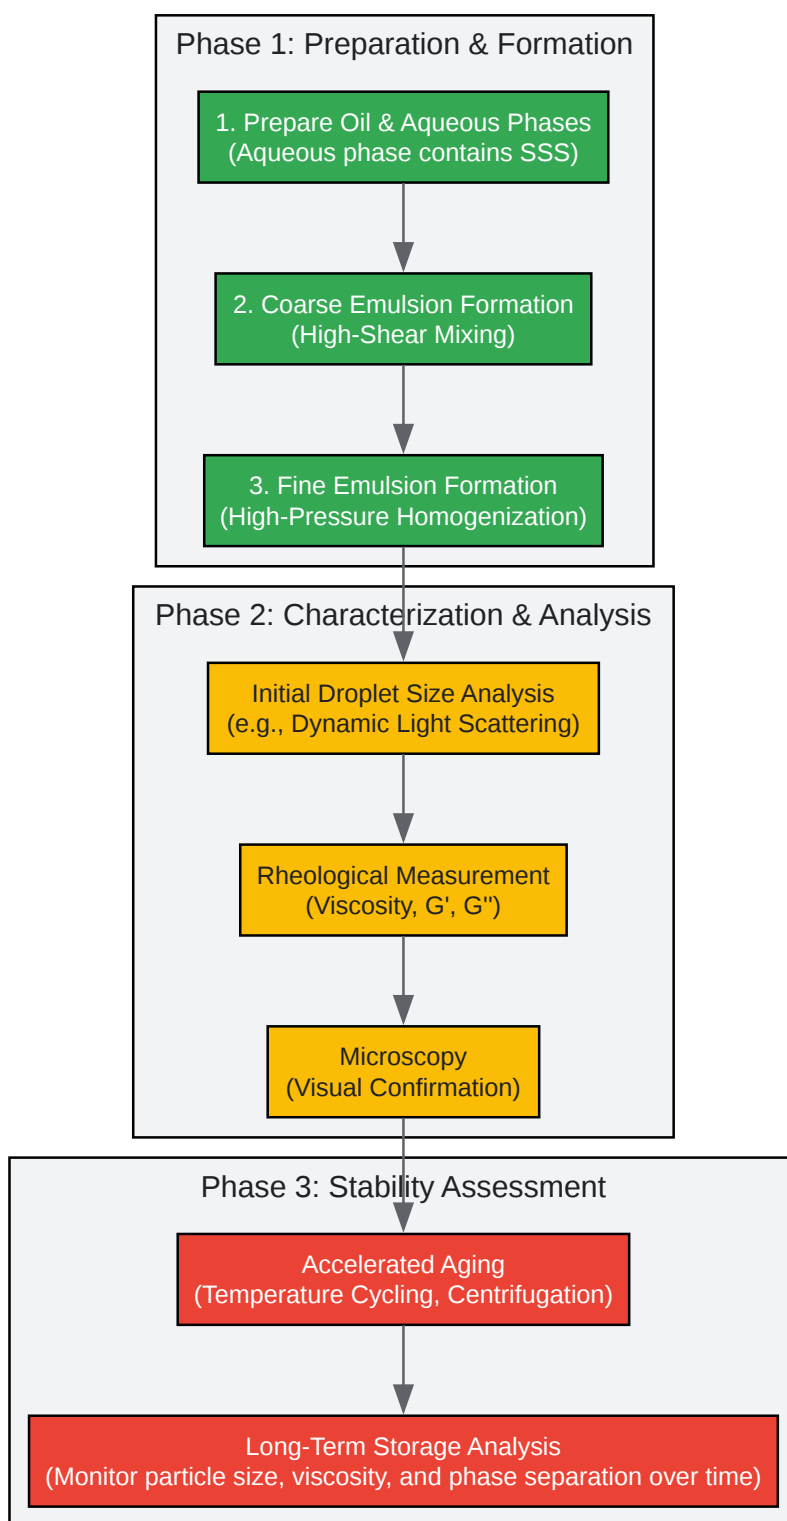 Phase 1: Preparation & Formation
1. Prepare Oil & Aqueous Phases
(Aqueous phase contains SSS)
2. Coarse Emulsion Formation
(High-Shear Mixing)
3. Fine Emulsion Formation
(High-Pressure Homogenization)
Phase 2: Characterization & Analysis
Initial Droplet Size Analysis
(e.g., Dynamic Light Scattering)
Rheological Measurement
(Viscosity, G', G'')
Microscopy
(Visual Confirmation)
Phase 3: Stability Assessment
Accelerated Aging
(Temperature Cycling, Centrifugation)
Long-Term Storage Analysis
(Monitor particle size, viscosity, and phase separation over time)